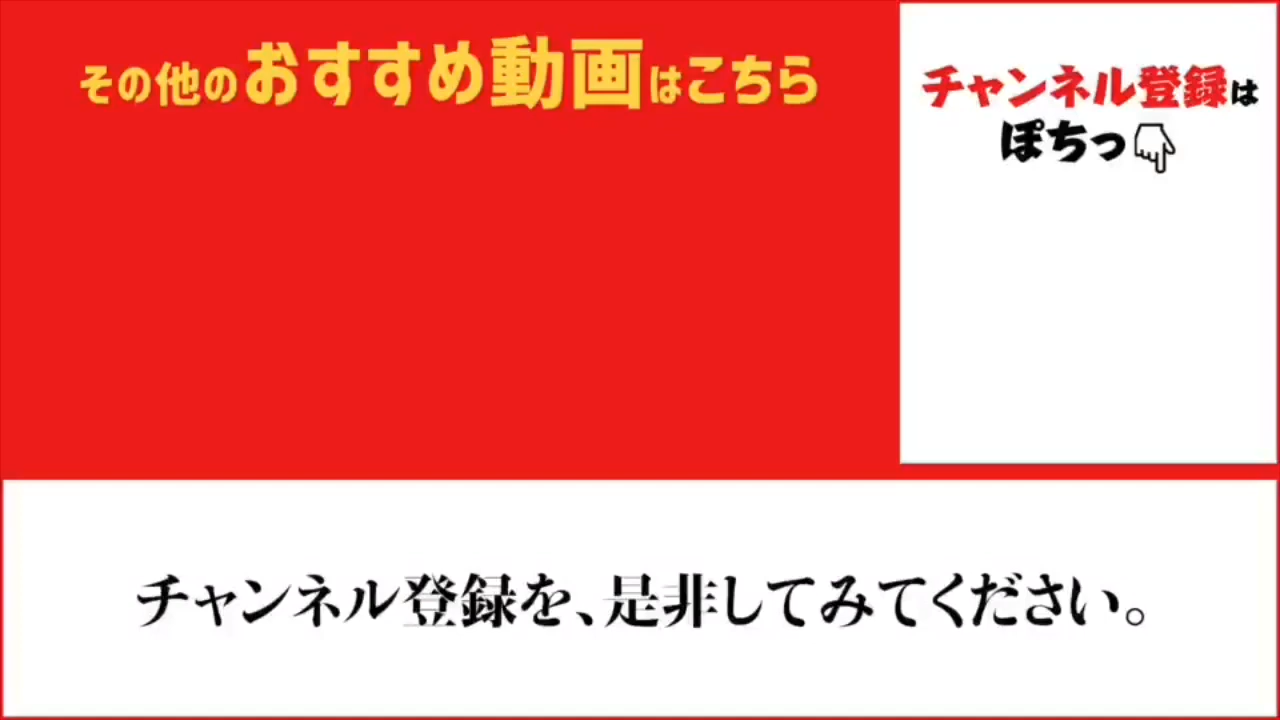 その他のおすすめ動画はこちら
チャンネル登録は
ぽちっ
チャンネル登録を、是非してみてください。